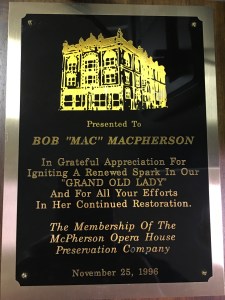 Presented To
BOB "MAC" MACPHERSON
In Grateful Appreciation For
Igniting A Renewed Spark In Our
"GRAND OLD LADY"
And For All Your Efforts
In Her Continued Restoration.
The Membership Of The
McPherson Opera House
Preservation Company
November 25, 1996